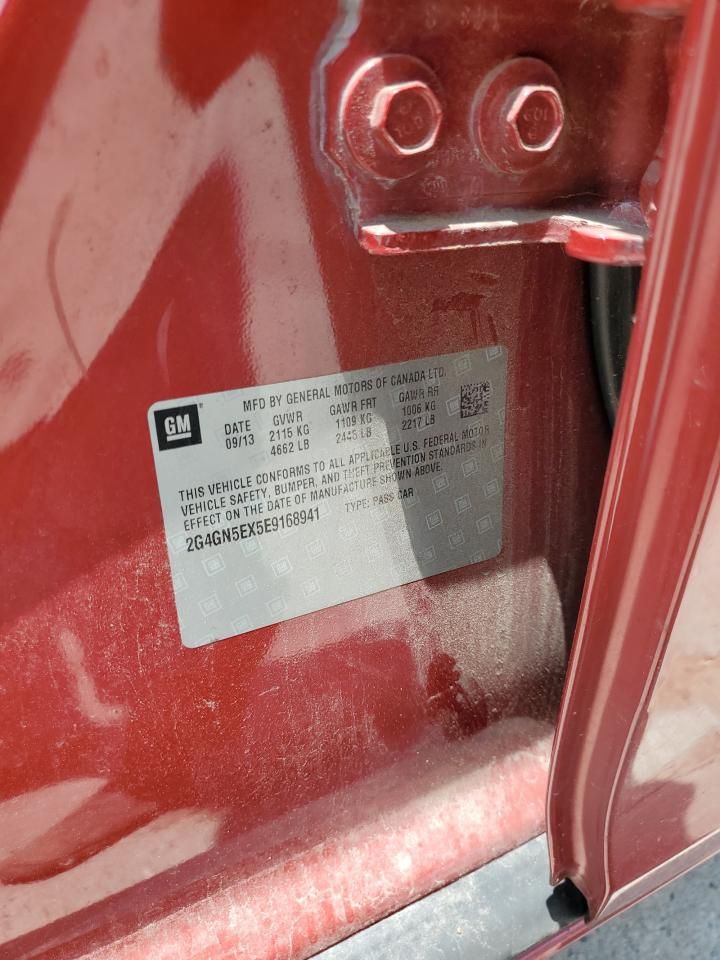 GM
MFD BY GENERAL MOTORS OF CANADA LTD.
DATE GVWR GAWR FRT GAWR RR
09/13 2115 KG 1109 KG 1006 KG
4662 LB 2445 LB 2217 LB
THIS VEHICLE CONFORMS TO ALL APPLICABLE U.S. FEDERAL MOTOR
VEHICLE SAFETY, BUMPER, AND THEFT PREVENTION STANDARDS IN
EFFECT ON THE DATE OF MANUFACTURE SHOWN ABOVE.
2G4GN5EX5E9168941 TYPE: PASS CAR